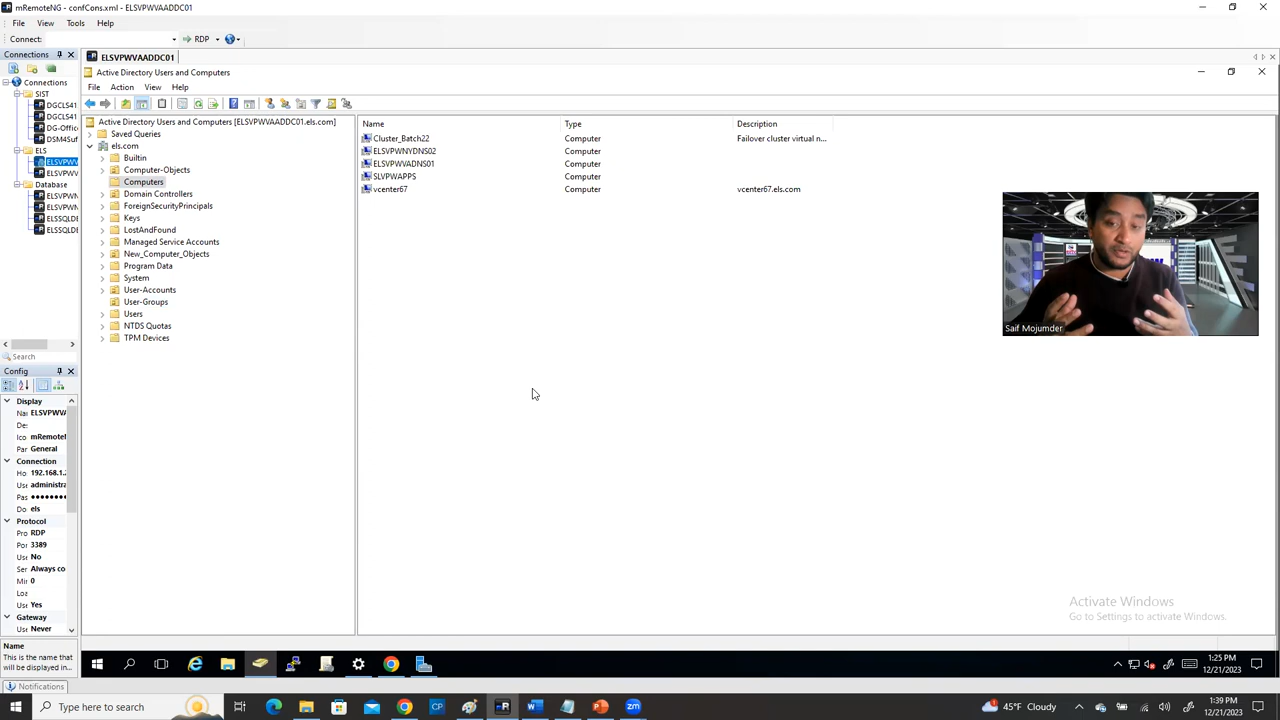 mRemoteNG - confCons.xml - ELSVPWVAADDC01
File View Tools Help
Connect: RDP
Connections
ELSVPWVAADDC01
Active Directory Users and Computers
File Action View Help
Connections
SIST
DGCLS41
DGCLS41
DG-Office
DSM4Suf
ELS
ELSVPWV
ELSVPWV
Database
ELSVPWN
ELSVPWN
ELSSQLDE
ELSSQLDE
Search
Config
Display
Na ELSVPWVA
De:
Ico mRemoteN
Par General
Connection
Ho 192.168.1.
Use administra
Pas ●●●●●●●●
Do els
Protocol
Pro RDP
Por 3389
Use No
Ser Always co
Mir 0
Loa
Use Yes
Gateway
Use Never
Name
This is the name that
will be displayed in...
Notifications
Active Directory Users and Computers [ELSVPWVAADDC01.els.com]
Saved Queries
els.com
Builtin
Computer-Objects
Computers
Domain Controllers
ForeignSecurityPrincipals
Keys
LostAndFound
Managed Service Accounts
New_Computer_Objects
Program Data
System
User-Accounts
User-Groups
Users
NTDS Quotas
TPM Devices
Name Type Description
Cluster_Batch22 Computer Failover cluster virtual n...
ELSVPWNYDNS02 Computer
ELSVPWVADNS01 Computer
SLVPWAPPS Computer
vcenter67 Computer vcenter67.els.com
Saif Mojumder
Activate Windows
Go to Settings to activate Windows.
1:25 PM
12/21/2023
Type here to search
45°F Cloudy
1:39 PM
12/21/2023